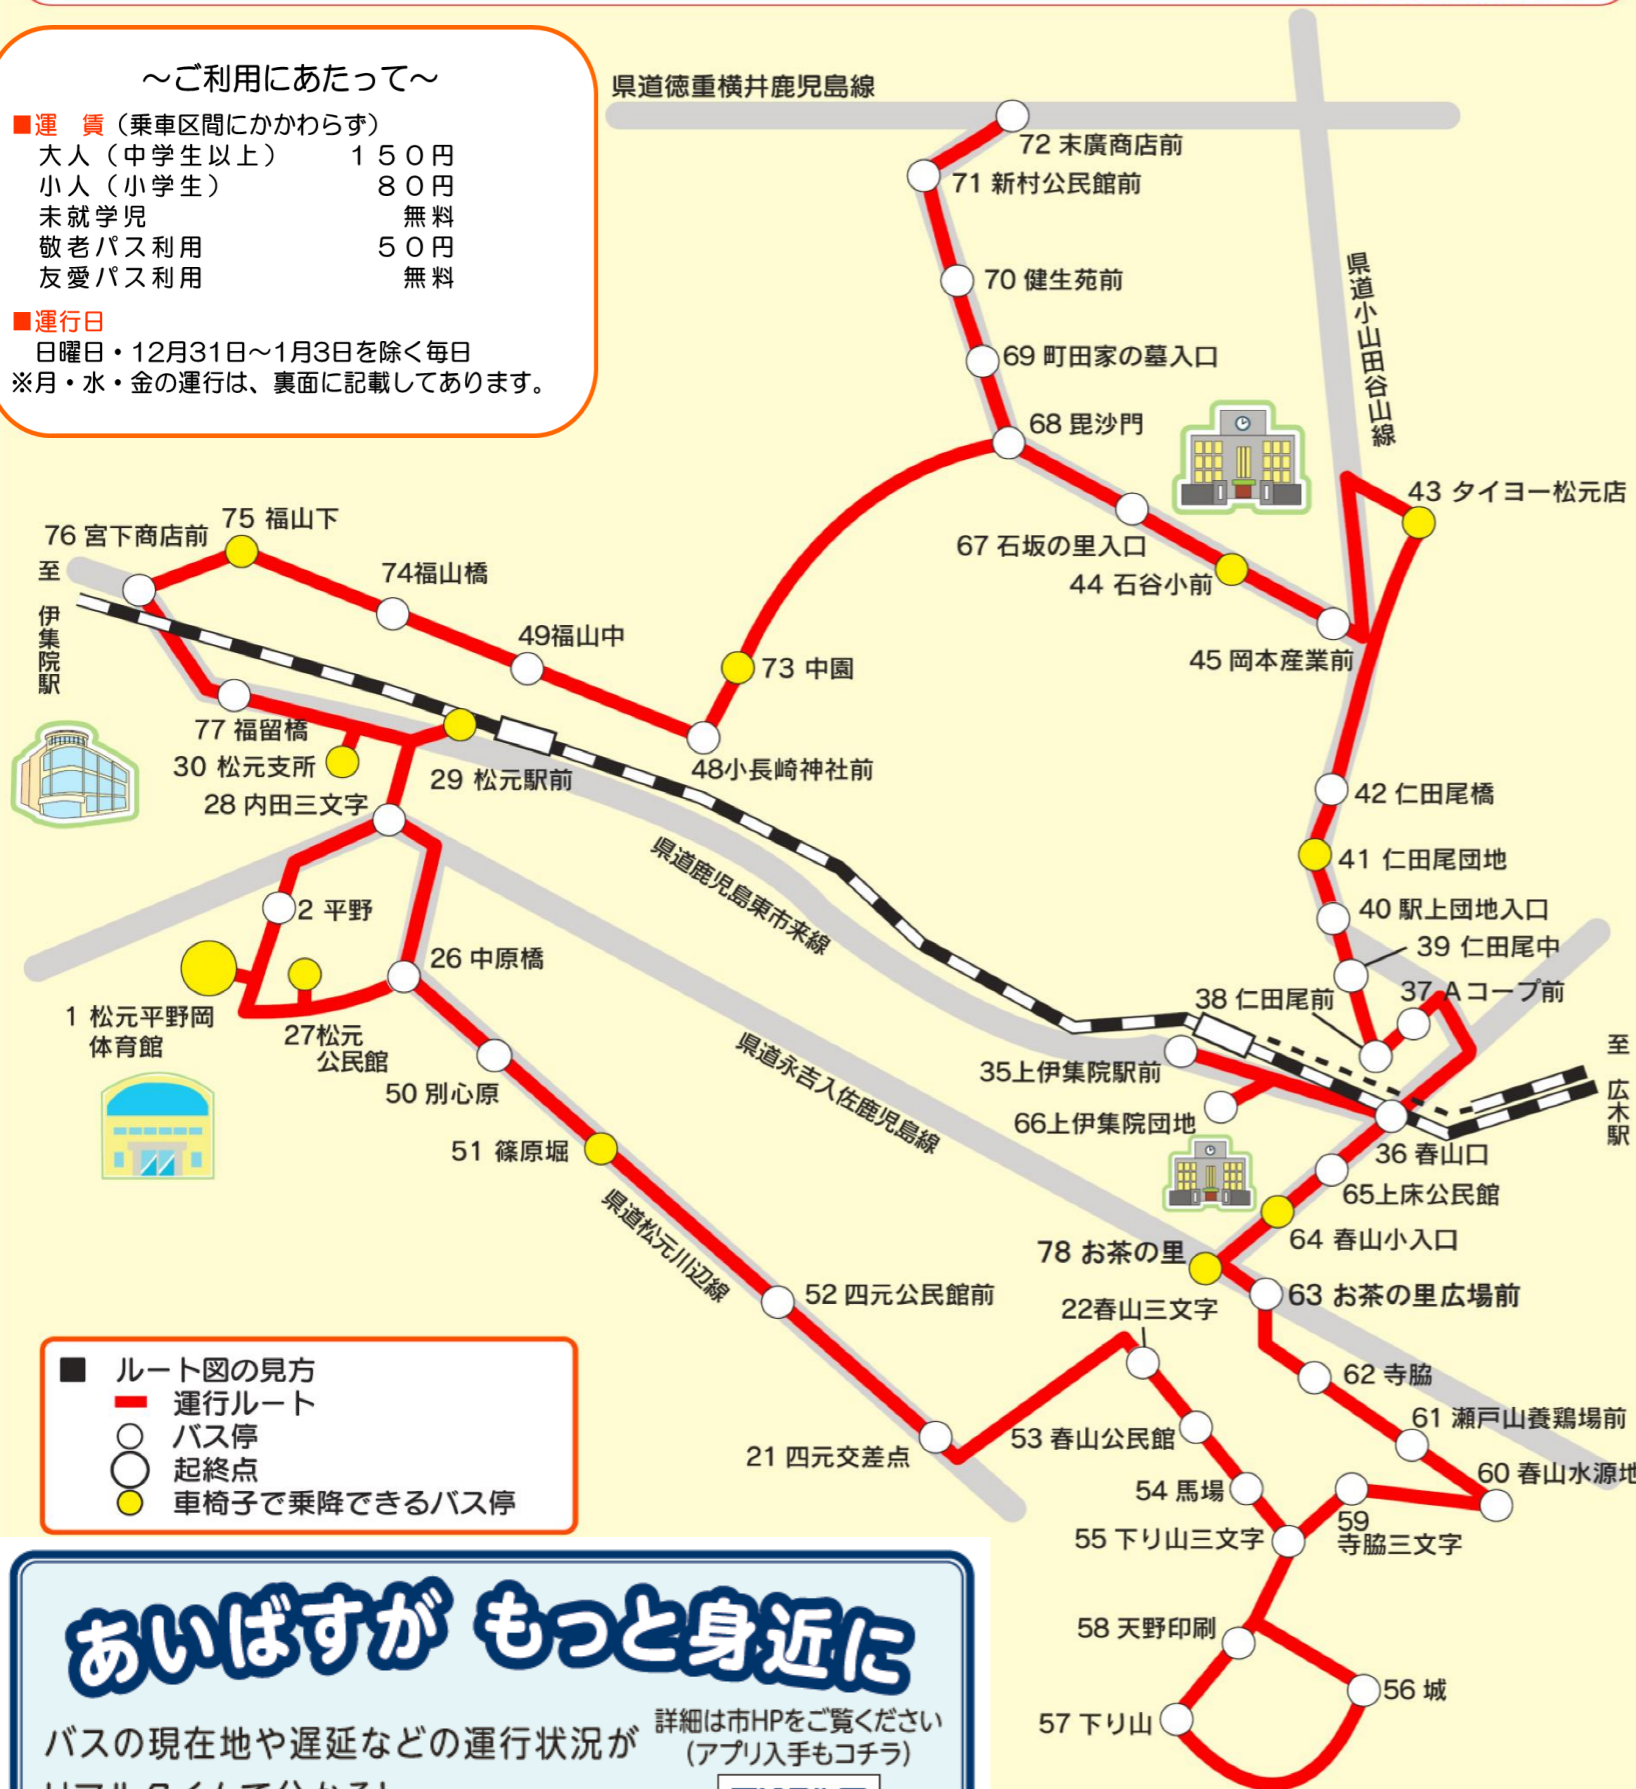 ～ご利用にあたって～
■運　賃（乗車区間にかかわらず）
大人（中学生以上）　１５０円
小人（小学生）　８０円
未就学児　無料
敬老パス利用　５０円
友愛パス利用　無料
■運行日
日曜日・12月31日～1月3日を除く毎日
※月・水・金の運行は、裏面に記載してあります。
県道徳重横井鹿児島線
72 末廣商店前
71 新村公民館前
70 健生苑前
69 町田家の墓入口
68 毘沙門
県道小山田谷山線
43 タイヨー松元店
67 石坂の里入口
44 石谷小前
45 岡本産業前
76 宮下商店前
75 福山下
74福山橋
49福山中
73 中園
48小長崎神社前
至 伊集院駅
77 福留橋
30 松元支所
29 松元駅前
28 内田三文字
42 仁田尾橋
41 仁田尾団地
40 駅上団地入口
39 仁田尾中
37 Aコープ前
38 仁田尾前
県道鹿児島東市来線
2 平野
26 中原橋
1 松元平野岡
体育館
27松元
公民館
50 別心原
51 篠原堀
県道永吉入佐鹿児島線
35上伊集院駅前
66上伊集院団地
至 広木駅
36 春山口
65上床公民館
64 春山小入口
県道松元川辺線
78 お茶の里
63 お茶の里広場前
52 四元公民館前
22春山三文字
62 寺脇
61 瀬戸山養鶏場前
60 春山水源地
53 春山公民館
21 四元交差点
54 馬場
59
寺脇三文字
55 下り山三文字
58 天野印刷
56 城
57 下り山
■ ルート図の見方
運行ルート
バス停
起終点
車椅子で乗降できるバス停
あいばすが もっと身近に
バスの現在地や遅延などの運行状況が
詳細は市HPをご覧ください
(アプリ入手もコチラ)